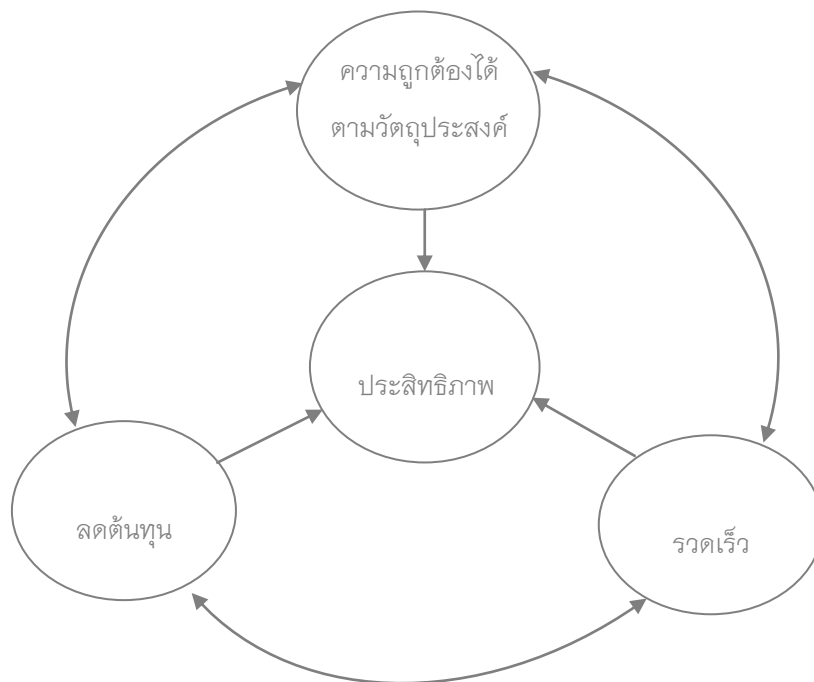 ความถูกต้องได้
ตามวัตถุประสงค์
ประสิทธิภาพ
ลดต้นทุน
รวดเร็ว